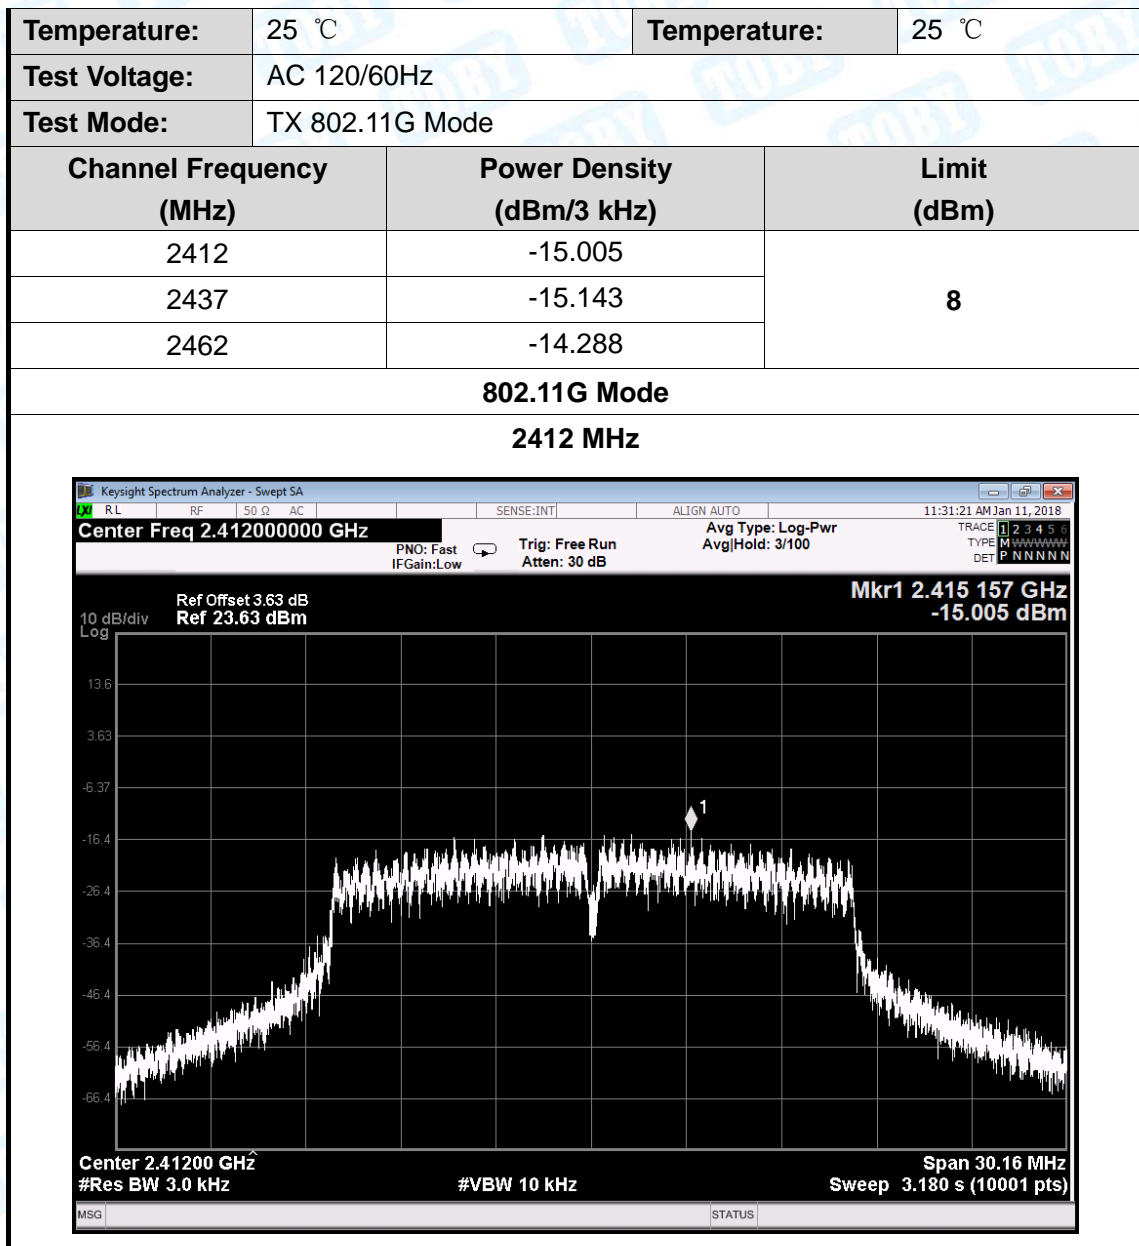 Temperature: 25 ℃ Temperature: 25 ℃
Test Voltage: AC 120/60Hz
Test Mode: TX 802.11G Mode
Channel Frequency (MHz) Power Density (dBm/3 kHz) Limit (dBm)
2412 -15.005
2437 -15.143 8
2462 -14.288
802.11G Mode
2412 MHz
Keysight Spectrum Analyzer - Swept SA
LXI RL RF 50 Ω AC SENSE:INT ALIGN AUTO 11:31:21 AM Jan 11, 2018
Center Freq 2.412000000 GHz Avg Type: Log-Pwr TRACE 1 2 3 4 5 6
PNO: Fast Trig: Free Run Avg|Hold: 3/100 TYPE M WWWWW
IFGain:Low Atten: 30 dB DET P N N N N N
Mkr1 2.415 157 GHz
Ref Offset 3.63 dB
10 dB/div Ref 23.63 dBm -15.005 dBm
Log
13.6
3.63
-6.37
1
-16.4
-26.4
-36.4
-46.4
-56.4
-66.4
Center 2.41200 GHz Span 30.16 MHz
#Res BW 3.0 kHz #VBW 10 kHz Sweep 3.180 s (10001 pts)
MSG STATUS
TOBY